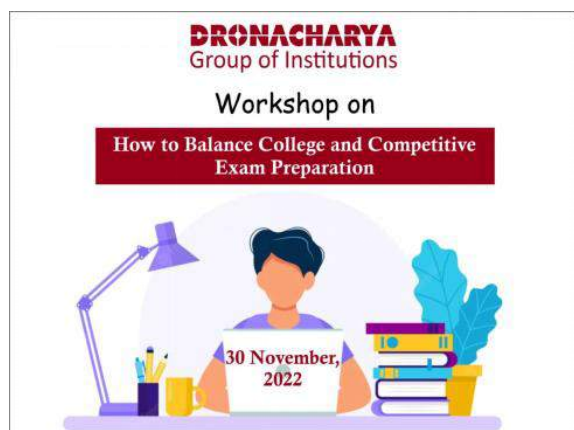 DRONACHARYA
Group of Institutions
Workshop on
How to Balance College and Competitive
Exam Preparation
30 November,
2022